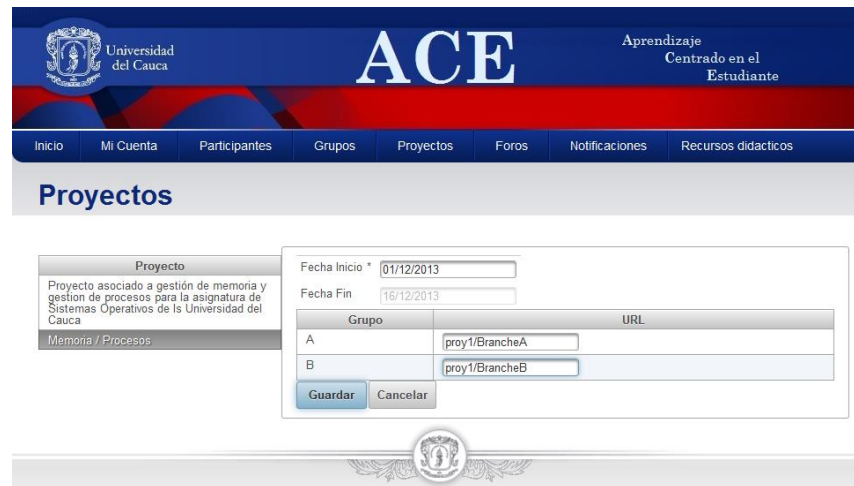 Universidad
del Cauca
ACE
Aprendizaje
Centrado en el
Estudiante
Inicio Mi Cuenta Participantes Grupos Proyectos Foros Notificaciones Recursos didacticos
Proyectos
Proyecto
Proyecto asociado a gestión de memoria y
gestion de procesos para la asignatura de
Sistemas Operativos de ls Universidad del
Cauca
Memoria / Procesos
Fecha Inicio * 01/12/2013
Fecha Fin 16/12/2013
Grupo URL
A proy1/BrancheA
B proy1/BrancheB
Guardar Cancelar